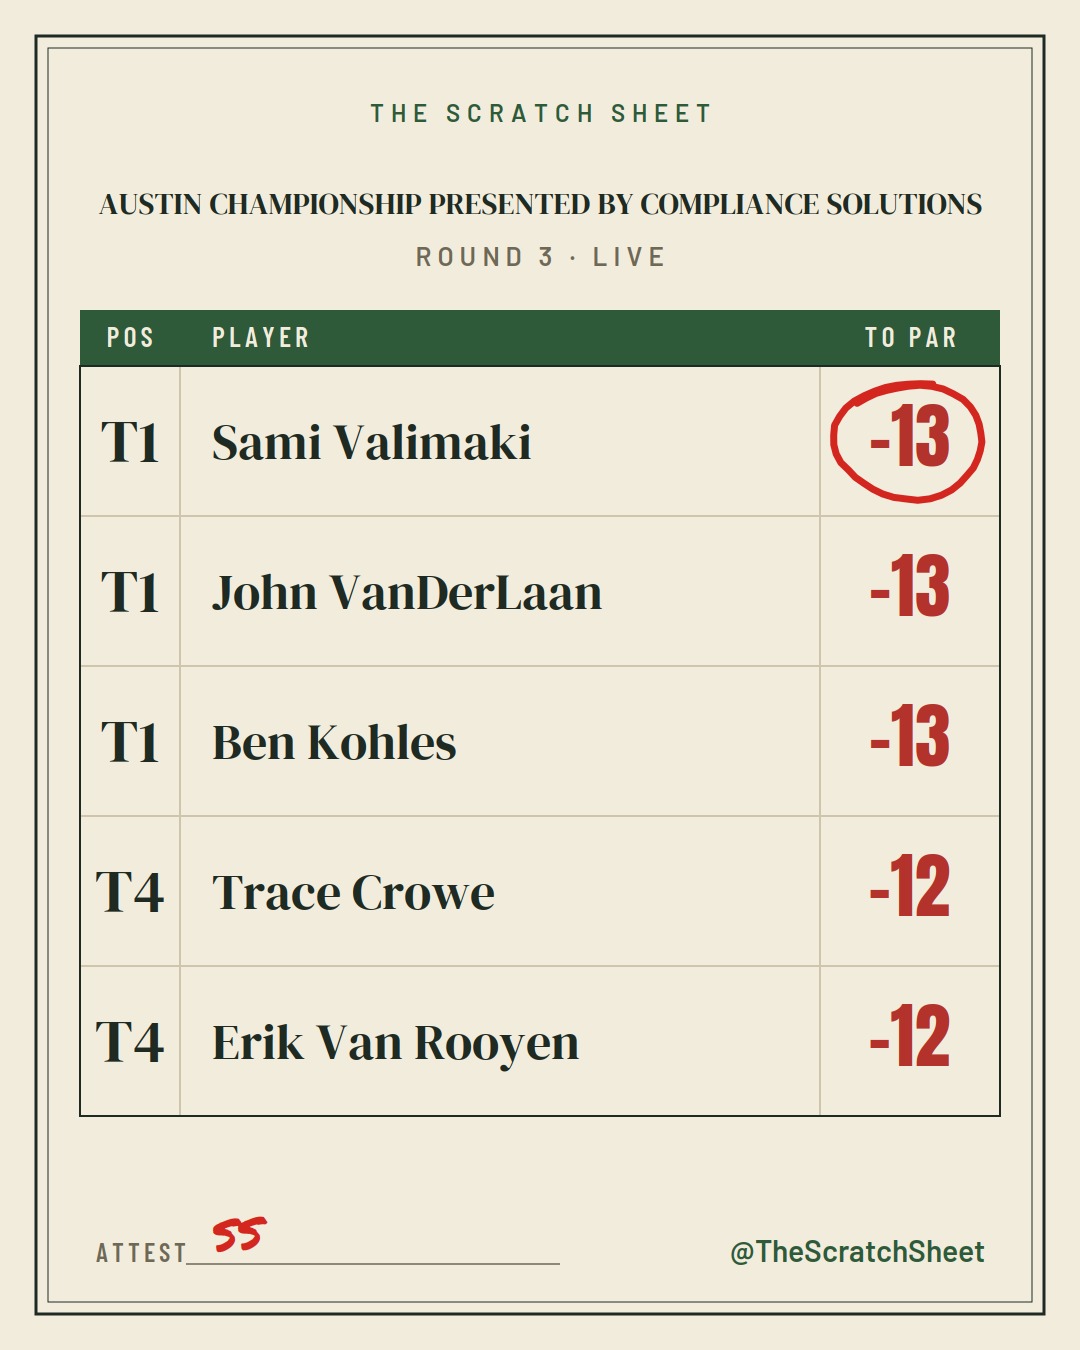 THE SCRATCH SHEET
AUSTIN CHAMPIONSHIP PRESENTED BY COMPLIANCE SOLUTIONS
ROUND 3 · LIVE
POS PLAYER TO PAR
T1 Sami Valimaki -13
T1 John VanDerLaan -13
T1 Ben Kohles -13
T4 Trace Crowe -12
T4 Erik Van Rooyen -12
ATTEST SS @TheScratchSheet